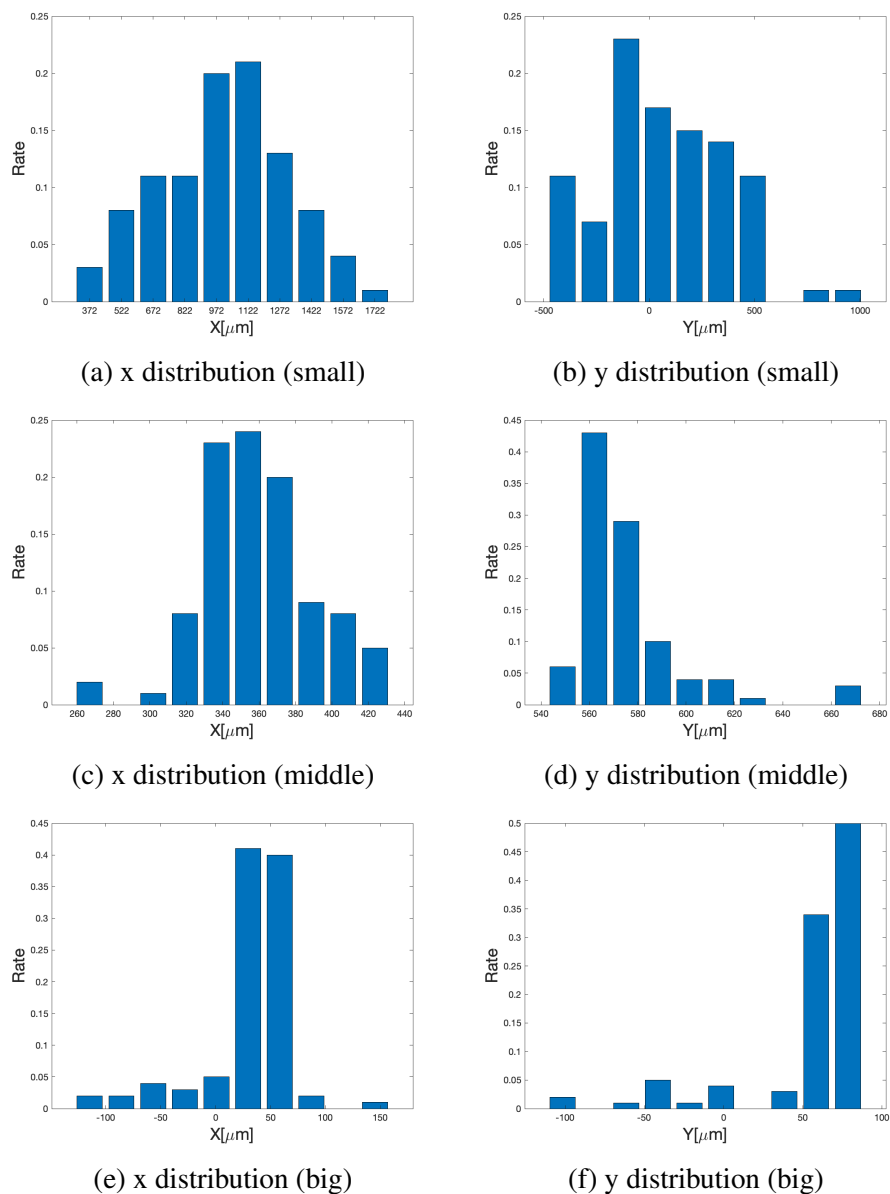 0.25
0.2
0.15
0.1
0.05
0
Rate
372 522 672 822 972 1122 1272 1422 1572 1722
X[μm]
(a) x distribution (small)
0.25
0.2
0.15
0.1
0.05
0
Rate
-500 0 500 1000
Y[μm]
(b) y distribution (small)
0.25
0.2
0.15
0.1
0.05
0
Rate
260 280 300 320 340 360 380 400 420 440
X[μm]
(c) x distribution (middle)
0.45
0.4
0.35
0.3
0.25
0.2
0.15
0.1
0.05
0
Rate
540 560 580 600 620 640 660 680
Y[μm]
(d) y distribution (middle)
0.45
0.4
0.35
0.3
0.25
0.2
0.15
0.1
0.05
0
Rate
-100 -50 0 50 100 150
X[μm]
(e) x distribution (big)
0.5
0.45
0.4
0.35
0.3
0.25
0.2
0.15
0.1
0.05
0
Rate
-100 -50 0 50 100
Y[μm]
(f) y distribution (big)